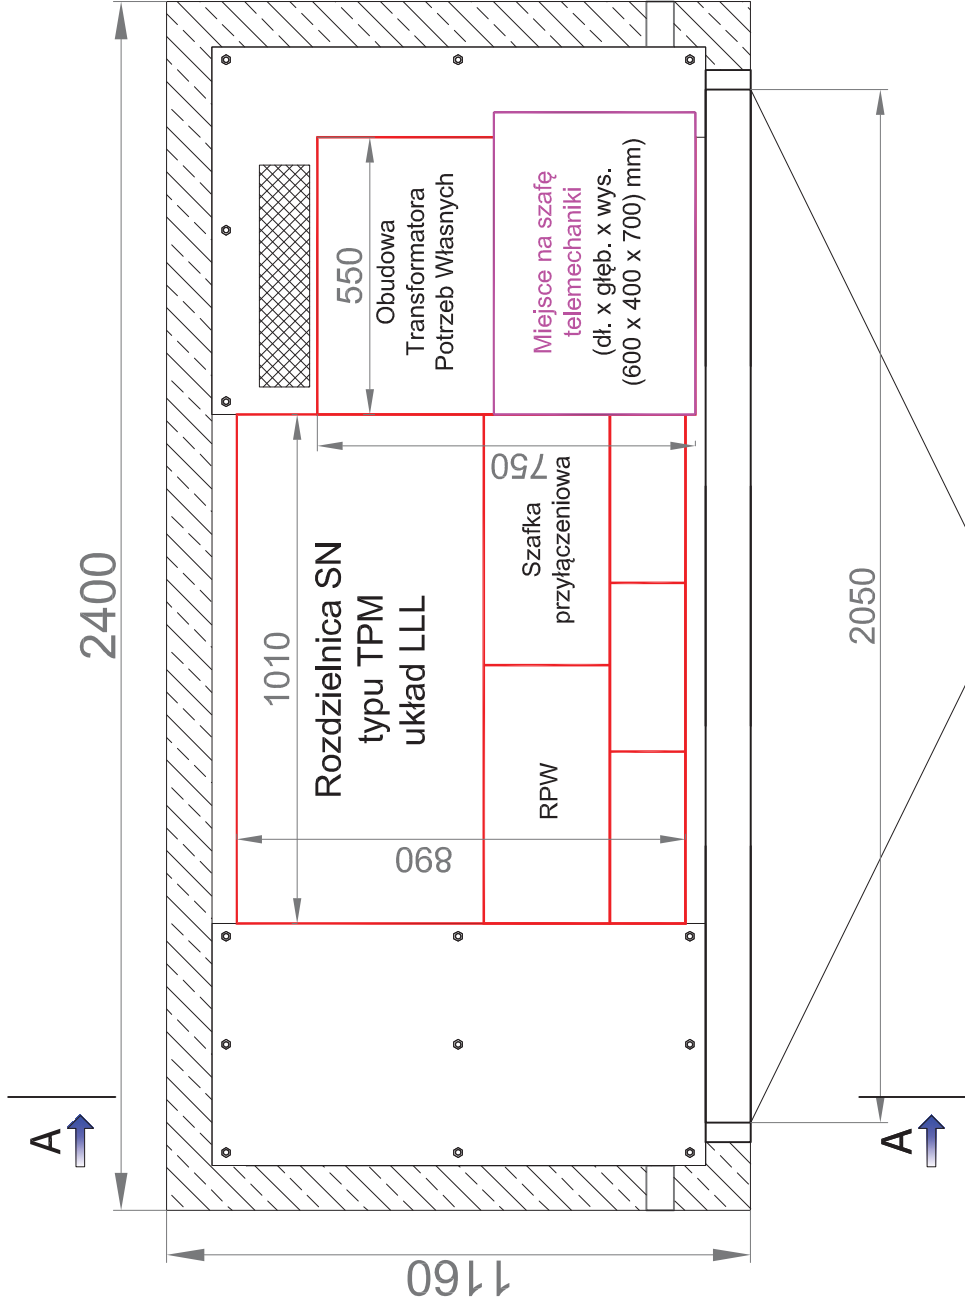 2400
1160
1010
Rozdzielnica SN
typu TPM
układ LLL
890
550
Obudowa
Transformatora
Potrzeb Własnych
Miejsce na szafę
telemechaniki
(dł. x głęb. x wys.
(600 x 400 x 700) mm)
750
Szafka
przyłączeniowa
RPW
2050
A
A